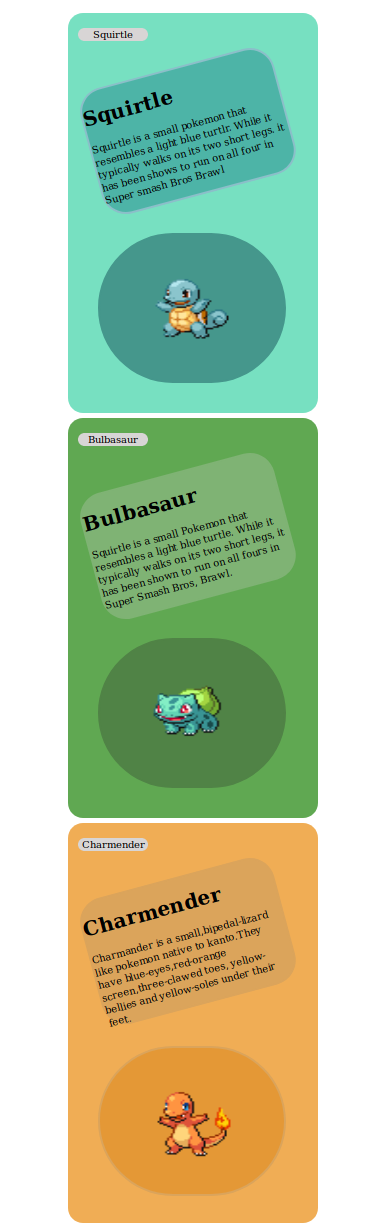 Squirtle
Squirtle
Squirtle is a small pokemon that
resembles a light blue turtlr. While it
typically walks on its two short legs, it
has been shows to run on all four in
Super smash Bros Brawl
Bulbasaur
Bulbasaur
Squirtle is a small Pokemon that
resembles a light blue turtle. While it
typically walks on its two short legs, it
has been shown to run on all fours in
Super Smash Bros, Brawl.
Charmender
Charmender
Charmander is a small,bipedal-lizard
like pokemon native to kanto.They
have blue-eyes,red-orange
screen,three-clawed toes, yellow-
bellies and yellow-soles under their
feet.